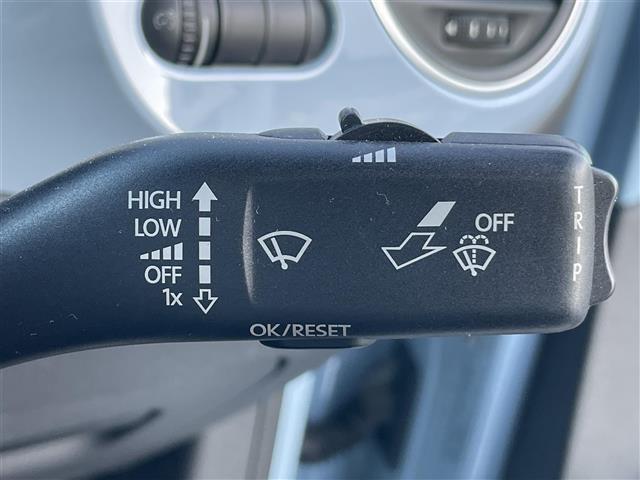 HIGH
LOW
OFF
1x
OK/RESET
OFF
TRIP